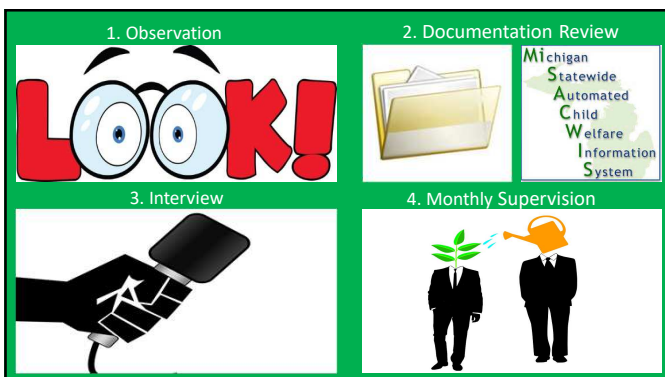 1. Observation
LOOK!
2. Documentation Review
Michigan
Statewide
Automated
Child
Welfare
Information
System
3. Interview
4. Monthly Supervision